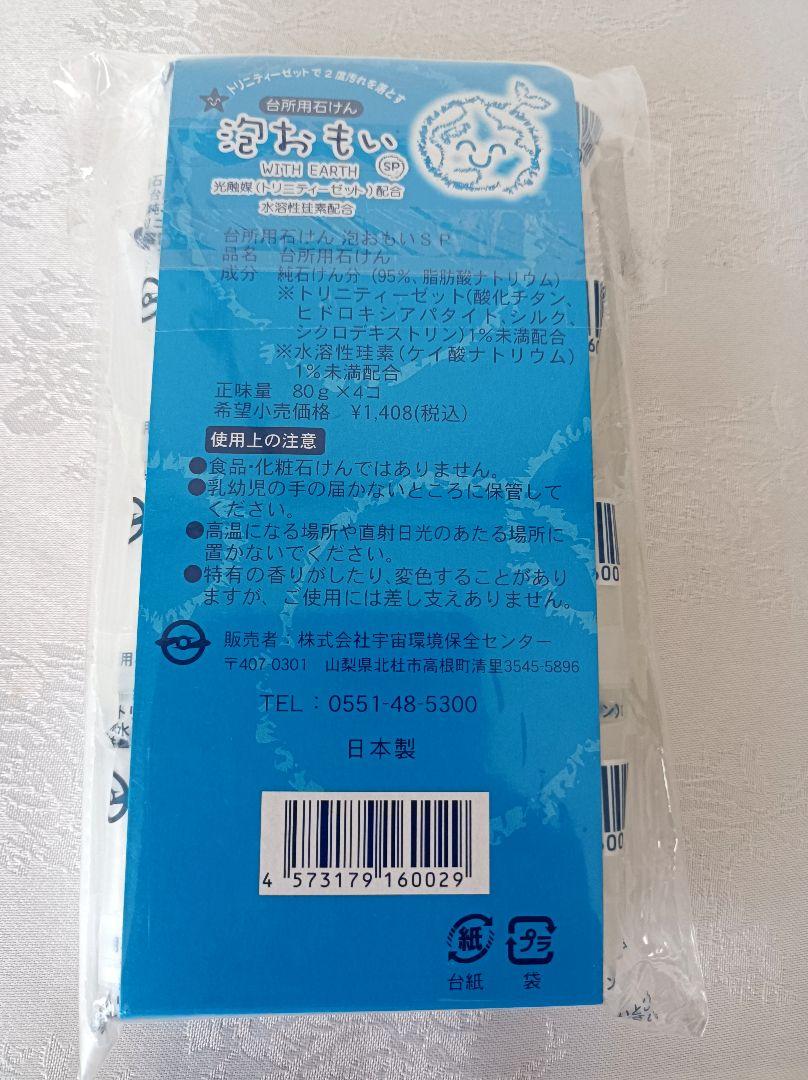 トリニティーゼットで2度汚れを落とす
台所用石けん
泡おもい
WITH EARTH SP
光触媒(トリニティーゼット)配合
水溶性珪素配合
台所用石けん 泡おもいSP
品名 台所用石けん
成分 純石けん分 (95%、脂肪酸ナトリウム)
※トリニティーゼット(酸化チタン、
ヒドロキシアパタイト、シルク、
シクロデキストリン)1%未満配合
※水溶性珪素(ケイ酸ナトリウム)
1%未満配合
正味量 80g×4コ
希望小売価格 ¥1,408(税込)
使用上の注意
●食品・化粧石けんではありません。
●乳幼児の手の届かないところに保管して
ください。
●高温になる場所や直射日光のあたる場所に
置かないでください。
●特有の香りがしたり、変色することがあり
ますが、ご使用には差し支えありません。
販売者:株式会社宇宙環境保全センター
〒407-0301 山梨県北杜市高根町清里3545-5896
TEL:0551-48-5300
日本製
4 573179 160029
紙 プラ
台紙 袋